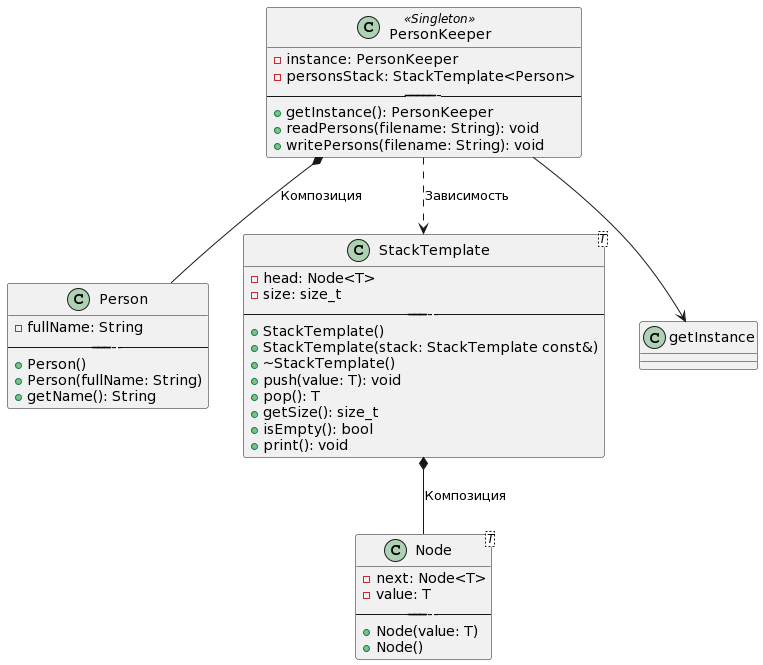 «Singleton»
C PersonKeeper
instance: PersonKeeper
personsStack: StackTemplate<Person>
getInstance(): PersonKeeper
readPersons(filename: String): void
writePersons(filename: String): void
Композиция
Зависимость
C StackTemplate T
head: Node<T>
size: size_t
StackTemplate()
StackTemplate(stack: StackTemplate const&)
~StackTemplate()
push(value: T): void
pop(): T
getSize(): size_t
isEmpty(): bool
print(): void
C Person
fullName: String
Person()
Person(fullName: String)
getName(): String
C getInstance
Композиция
C Node T
next: Node<T>
value: T
Node(value: T)
Node()